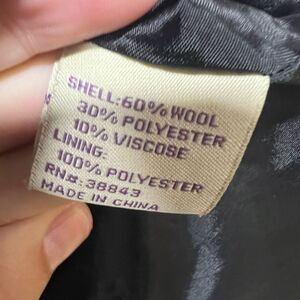 SHELL:60% WOOL
30% POLYESTER
10% VISCOSE
LINING:
100% POLYESTER
RN#: 38843
MADE IN CHINA